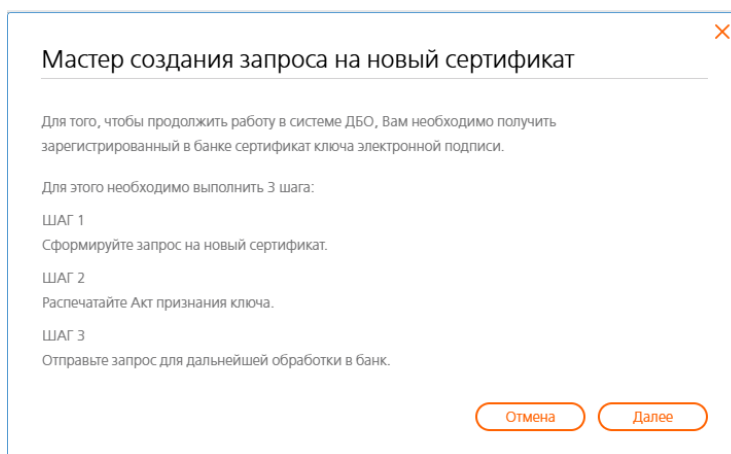 Мастер создания запроса на новый сертификат
Для того, чтобы продолжить работу в системе ДБО, Вам необходимо получить
зарегистрированный в банке сертификат ключа электронной подписи.
Для этого необходимо выполнить 3 шага:
ШАГ 1
Сформируйте запрос на новый сертификат.
ШАГ 2
Распечатайте Акт признания ключа.
ШАГ 3
Отправьте запрос для дальнейшей обработки в банк.
Отмена Далее